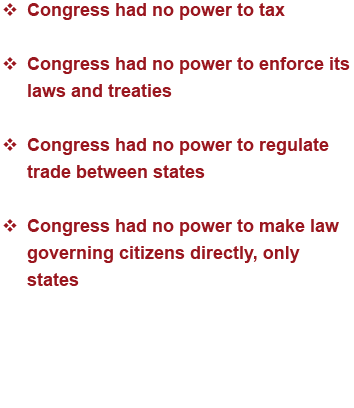 ❖ Congress had no power to tax
❖ Congress had no power to enforce its
laws and treaties
❖ Congress had no power to regulate
trade between states
❖ Congress had no power to make law
governing citizens directly, only
states